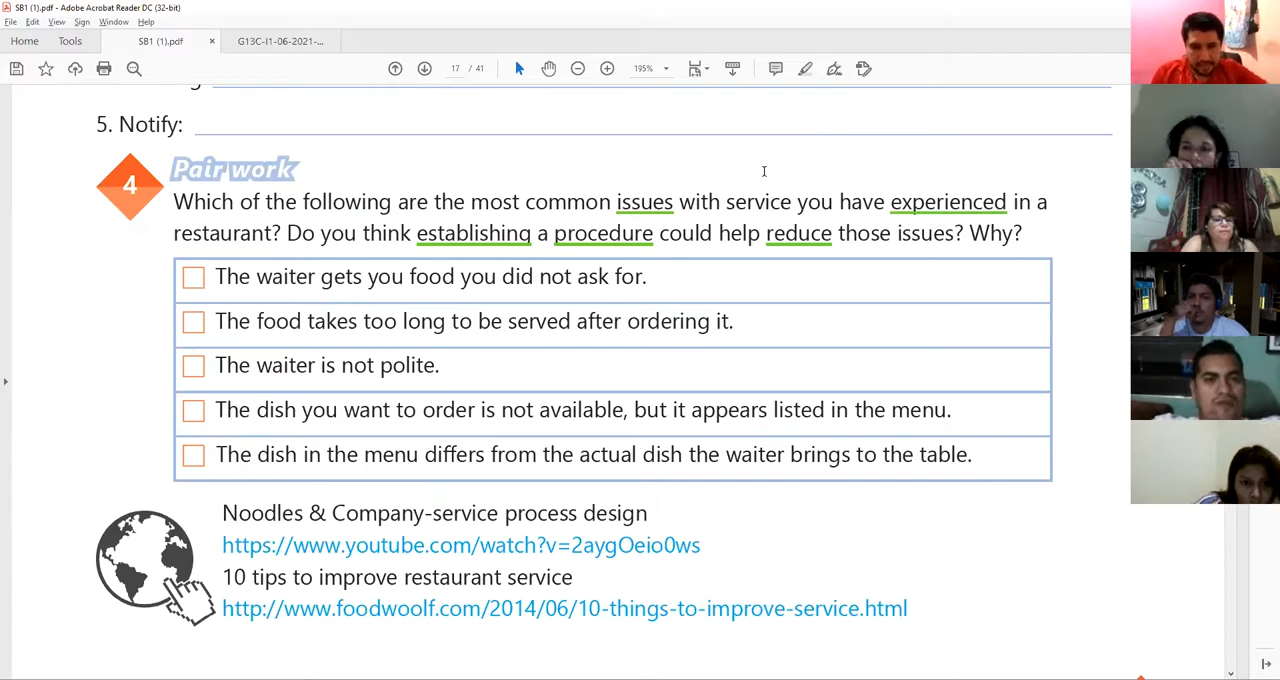 SB1 (1).pdf - Adobe Acrobat Reader DC (32-bit)
File Edit View Sign Window Help
Home Tools SB1 (1).pdf × G13C-I1-06-2021-...
17 / 41 195%
5. Notify:
4 Pair work
Which of the following are the most common issues with service you have experienced in a
restaurant? Do you think establishing a procedure could help reduce those issues? Why?
The waiter gets you food you did not ask for.
The food takes too long to be served after ordering it.
The waiter is not polite.
The dish you want to order is not available, but it appears listed in the menu.
The dish in the menu differs from the actual dish the waiter brings to the table.
Noodles & Company-service process design
https://www.youtube.com/watch?v=2aygOeio0ws
10 tips to improve restaurant service
http://www.foodwoolf.com/2014/06/10-things-to-improve-service.html